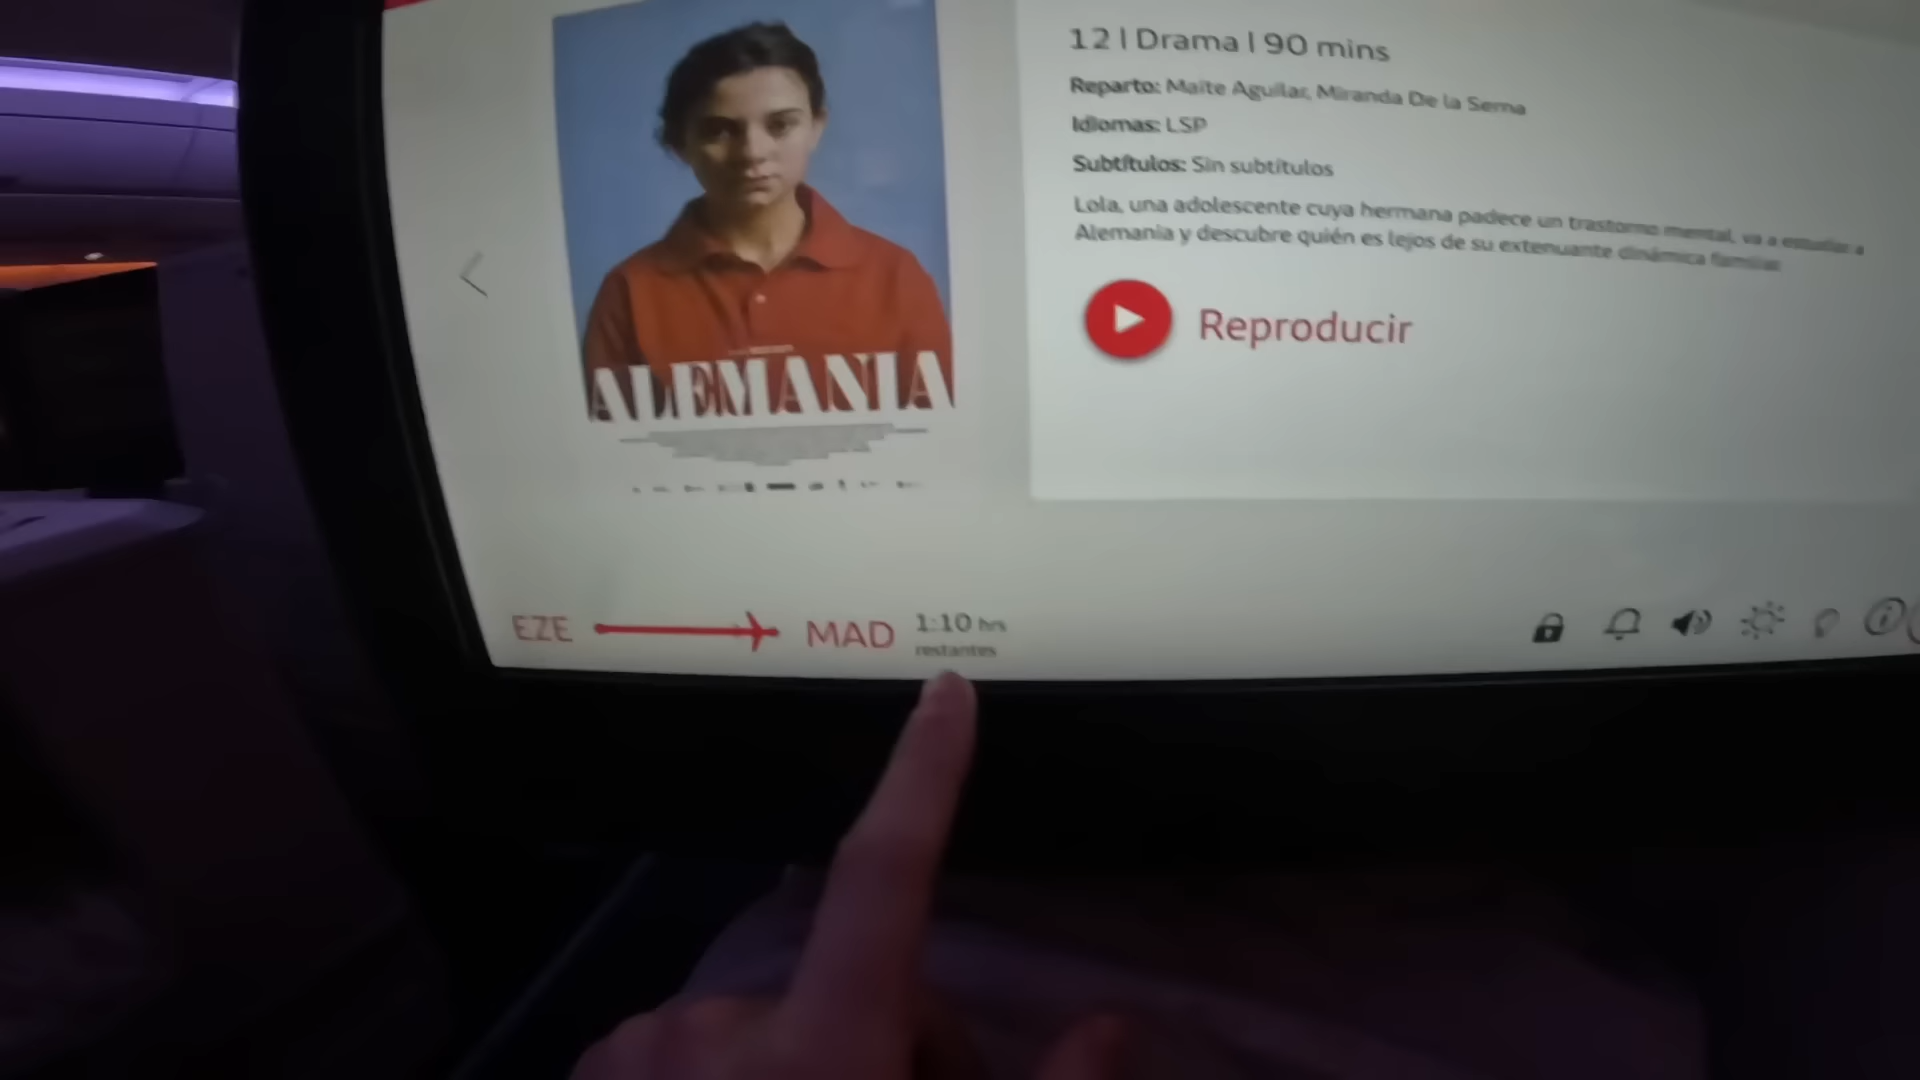 12 | Drama | 90 mins
Reparto: Maite Aguilar, Miranda De la Serna
Idiomas: LSP
Subtítulos: Sin subtítulos
Lola, una adolescente cuya hermana padece un trastorno mental, va a estudiar a
Alemania y descubre quién es lejos de su extenuante dinámica familiar.
Reproducir
ALEMANIA
EZE
MAD
1:10 hrs
restantes